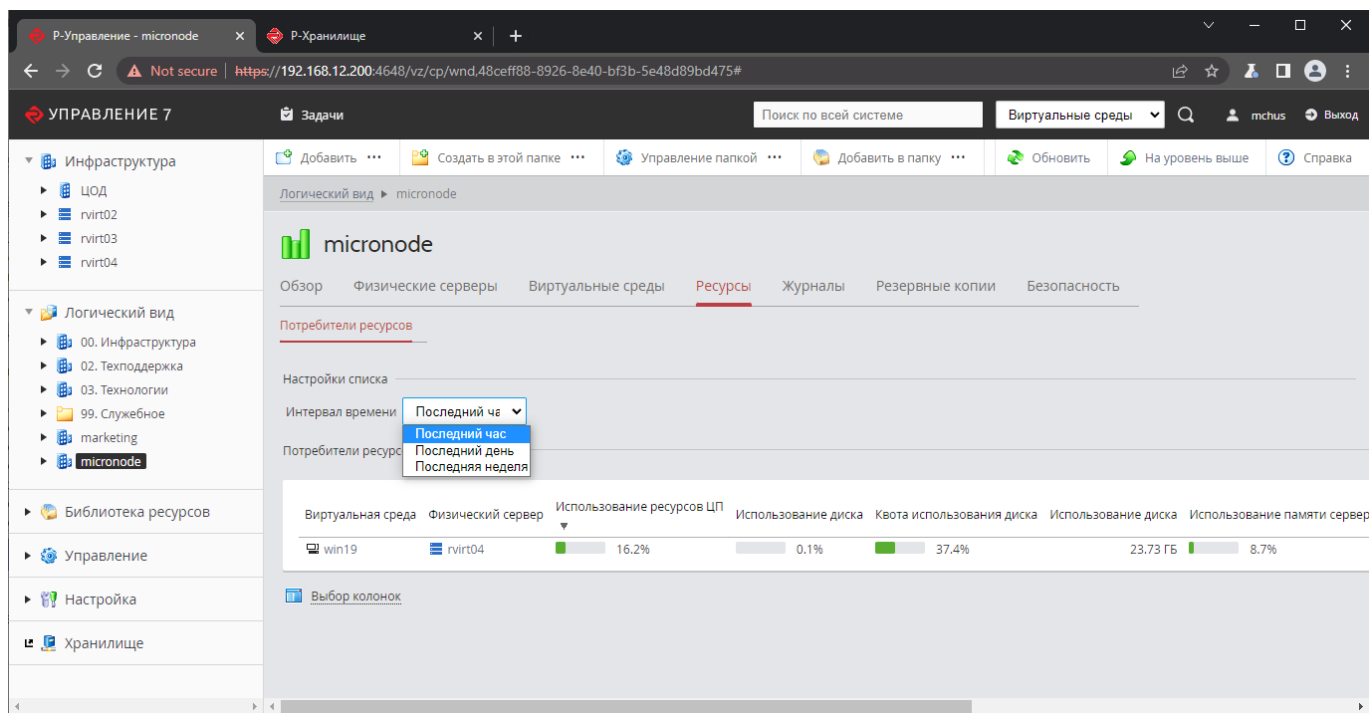 Р-Управление - micronode
Р-Хранилище
Not secure | https://192.168.12.200:4648/vz/cp/wnd,48ceff88-8926-8e40-bf3b-5e48d89bd475#
УПРАВЛЕНИЕ 7
Задачи
Поиск по всей системе
Виртуальные среды
mchus
Выход
Инфраструктура
ЦОД
rvirt02
rvirt03
rvirt04
Логический вид
00. Инфраструктура
02. Техподдержка
03. Технологии
99. Служебное
marketing
micronode
Библиотека ресурсов
Управление
Настройка
Хранилище
Добавить ···
Создать в этой папке ···
Управление папкой ···
Добавить в папку ···
Обновить
На уровень выше
Справка
Логический вид ▸ micronode
micronode
Обзор Физические серверы Виртуальные среды Ресурсы Журналы Резервные копии Безопасность
Потребители ресурсов
Настройки списка
Интервал времени Последний ча
Последний час
Последний день
Последняя неделя
Потребители ресурс
Виртуальная среда Физический сервер Использование ресурсов ЦП Использование диска Квота использования диска Использование диска Использование памяти сервер
win19 rvirt04 16.2% 0.1% 37.4% 23.73 ГБ 8.7%
Выбор колонок